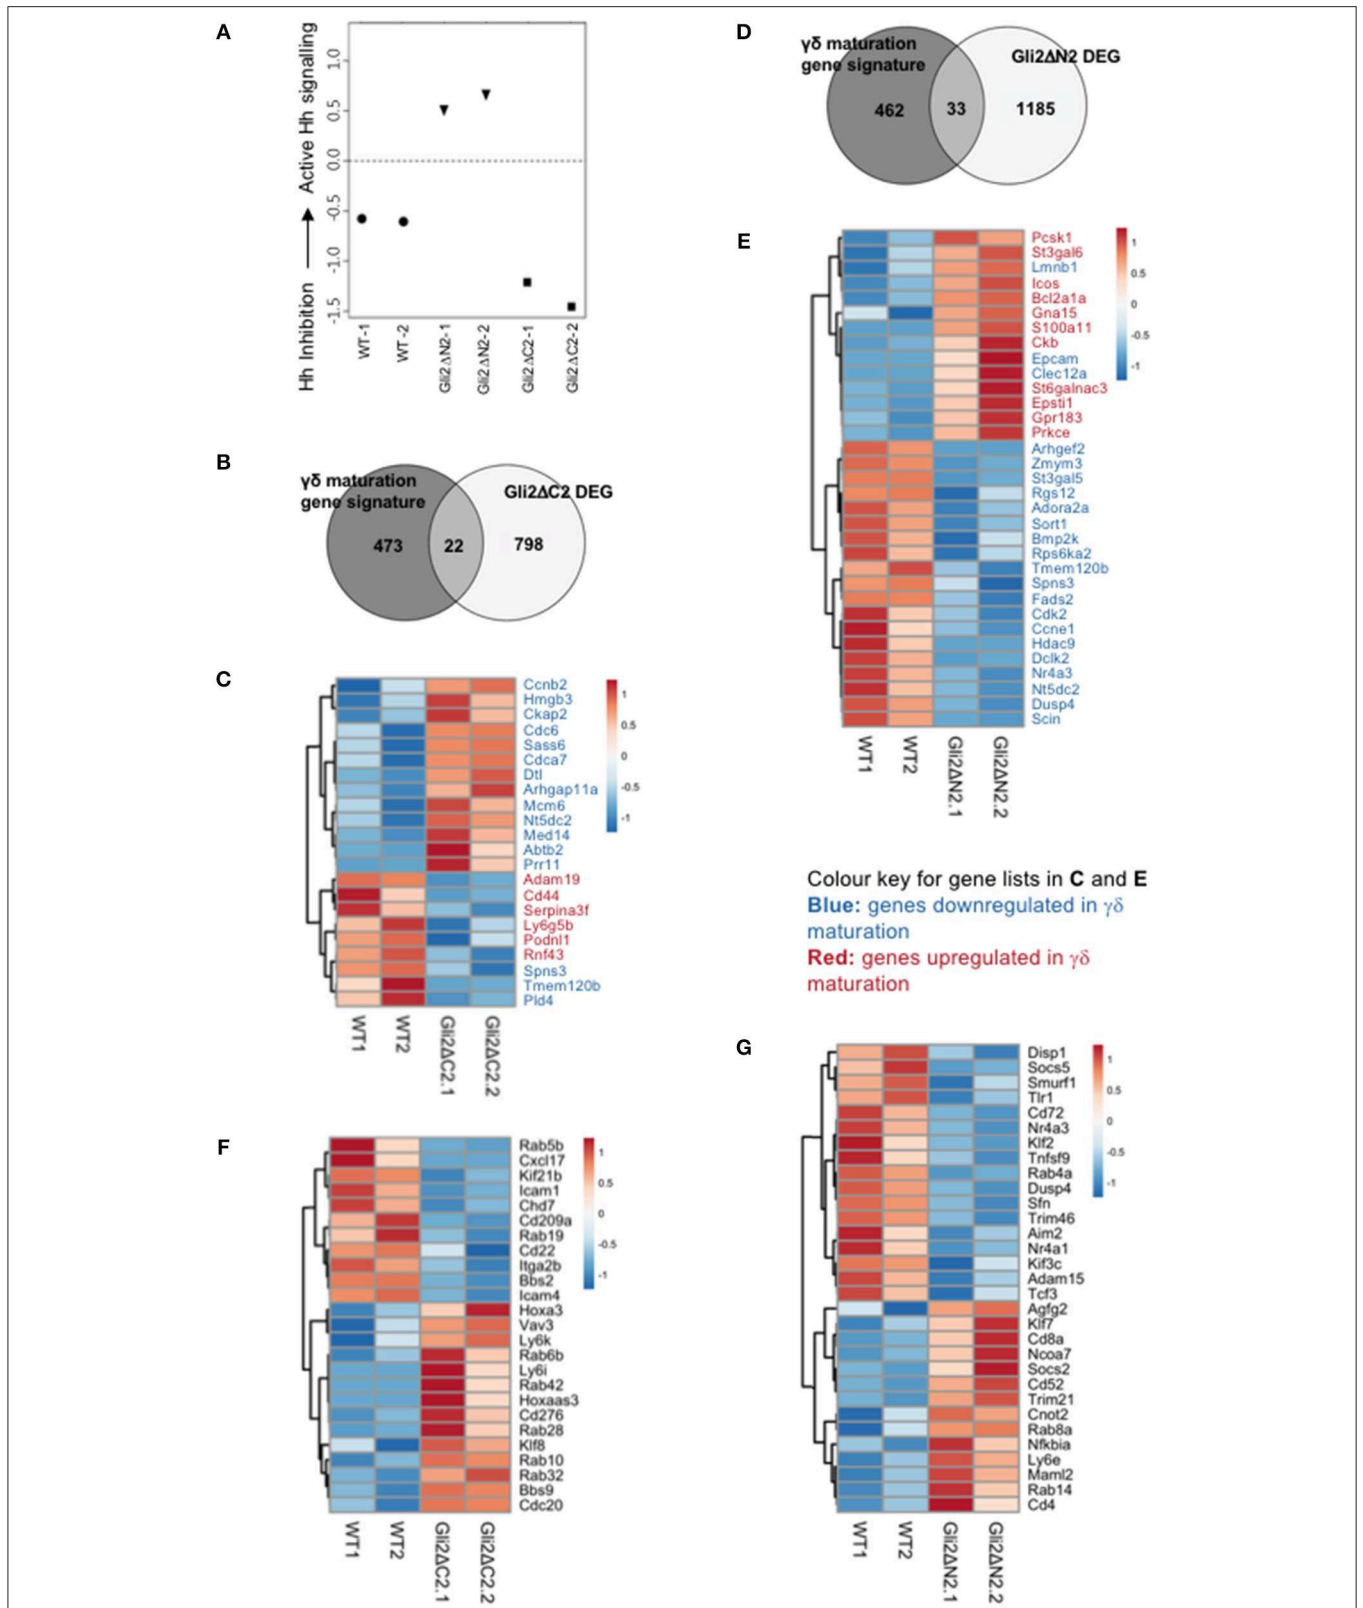 A
Hh Inhibition → Active Hh signalling
1.0
0.5
0.0
-0.5
-1.0
-1.5
WT-1
WT-2
Gli2ΔN2-1
Gli2ΔN2-2
Gli2ΔC2-1
Gli2ΔC2-2
B
γδ maturation
gene signature
Gli2ΔC2 DEG
473
22
798
C
Ccnb2
Hmgb3
Ckap2
Cdc6
Sass6
Cdca7
Dtl
Arhgap11a
Mcm6
Nt5dc2
Med14
Abtb2
Prr11
Adam19
Cd44
Serpina3f
Ly6g5b
Podnl1
Rnf43
Spns3
Tmem120b
Pld4
1
0.5
0
-0.5
-1
WT1
WT2
Gli2ΔC2.1
Gli2ΔC2.2
D
γδ maturation
gene signature
Gli2ΔN2 DEG
462
33
1185
E
Pcsk1
St3gal6
Lmnb1
Icos
Bcl2a1a
Gna15
S100a11
Ckb
Epcam
Clec12a
St6galnac3
Epsti1
Gpr183
Prkce
Arhgef2
Zmym3
St3gal5
Rgs12
Adora2a
Sort1
Bmp2k
Rps6ka2
Tmem120b
Spns3
Fads2
Cdk2
Ccne1
Hdac9
Dclk2
Nr4a3
Nt5dc2
Dusp4
Scin
1
0.5
0
-0.5
-1
WT1
WT2
Gli2ΔN2.1
Gli2ΔN2.2
Colour key for gene lists in C and E
Blue: genes downregulated in γδ
maturation
Red: genes upregulated in γδ
maturation
F
Rab5b
Cxcl17
Kif21b
Icam1
Chd7
Cd209a
Rab19
Cd22
Itga2b
Bbs2
Icam4
Hoxa3
Vav3
Ly6k
Rab6b
Ly6i
Rab42
Hoxaas3
Cd276
Rab28
Klf8
Rab10
Rab32
Bbs9
Cdc20
1
0.5
0
-0.5
-1
WT1
WT2
Gli2ΔC2.1
Gli2ΔC2.2
G
Disp1
Socs5
Smurf1
Tlr1
Cd72
Nr4a3
Klf2
Tnfsf9
Rab4a
Dusp4
Sfn
Trim46
Aim2
Nr4a1
Kif3c
Adam15
Tcf3
Agfg2
Klf7
Cd8a
Ncoa7
Socs2
Cd52
Trim21
Cnot2
Rab8a
Nfkbia
Ly6e
Maml2
Rab14
Cd4
1
0.5
0
-0.5
-1
WT1
WT2
Gli2ΔN2.1
Gli2ΔN2.2